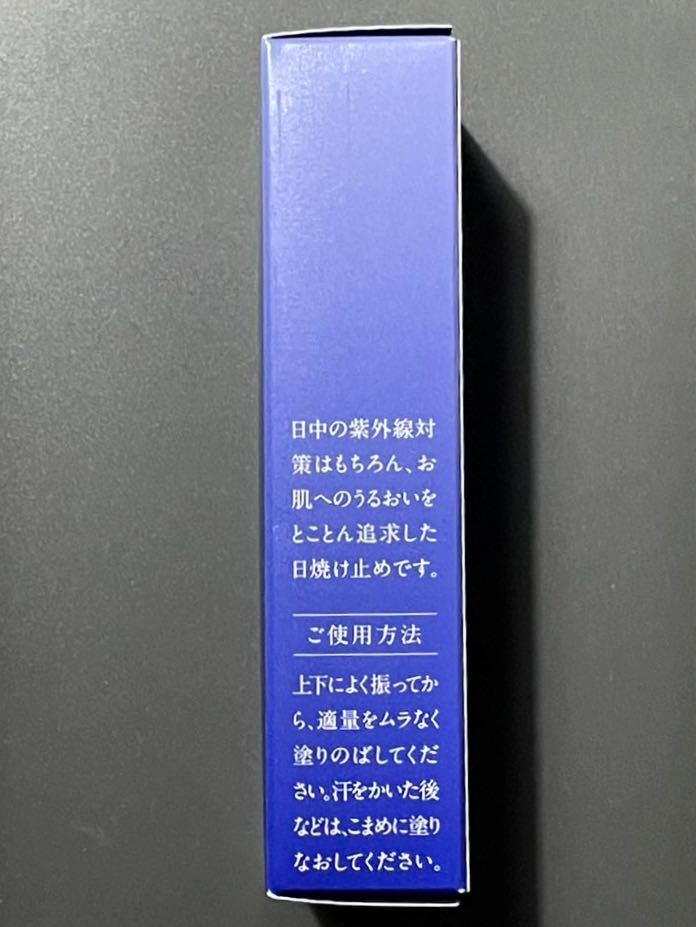 日中の紫外線対
策はもちろん、お
肌へのうるおいを
とことん追求した
日焼け止めです。
ご使用方法
上下によく振ってか
ら、適量をムラなく
塗りのばしてくだ
さい。汗をかいた後
などは、こまめに塗り
なおしてください。